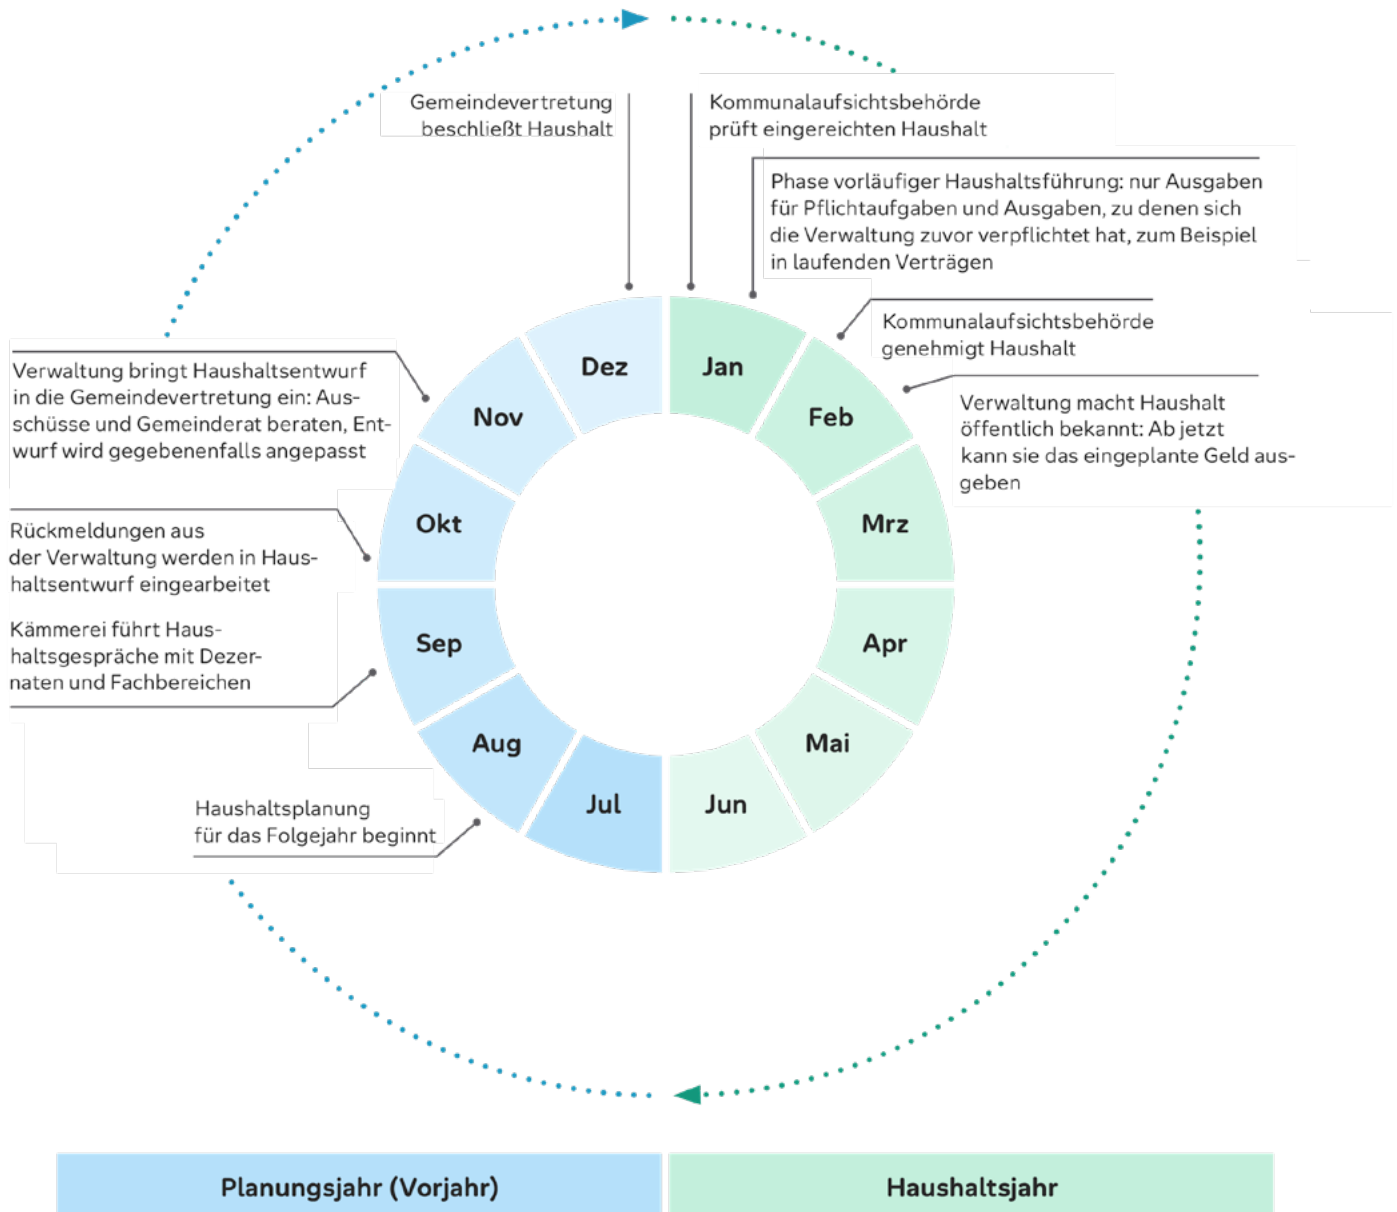 Gemeindevertretung
beschließt Haushalt
Kommunalaufsichtsbehörde
prüft eingereichten Haushalt
Phase vorläufiger Haushaltsführung: nur Ausgaben
für Pflichtaufgaben und Ausgaben, zu denen sich
die Verwaltung zuvor verpflichtet hat, zum Beispiel
in laufenden Verträgen
Kommunalaufsichtsbehörde
genehmigt Haushalt
Verwaltung macht Haushalt
öffentlich bekannt: Ab jetzt
kann sie das eingeplante Geld aus-
geben
Verwaltung bringt Haushaltsentwurf
in die Gemeindevertretung ein: Aus-
schüsse und Gemeinderat beraten, Ent-
wurf wird gegebenenfalls angepasst
Rückmeldungen aus
der Verwaltung werden in Haus-
haltsentwurf eingearbeitet
Kämmerei führt Haus-
haltsgespräche mit Dezer-
naten und Fachbereichen
Haushaltsplanung
für das Folgejahr beginnt
Jan
Feb
Mrz
Apr
Mai
Jun
Jul
Aug
Sep
Okt
Nov
Dez
Planungsjahr (Vorjahr)
Haushaltsjahr